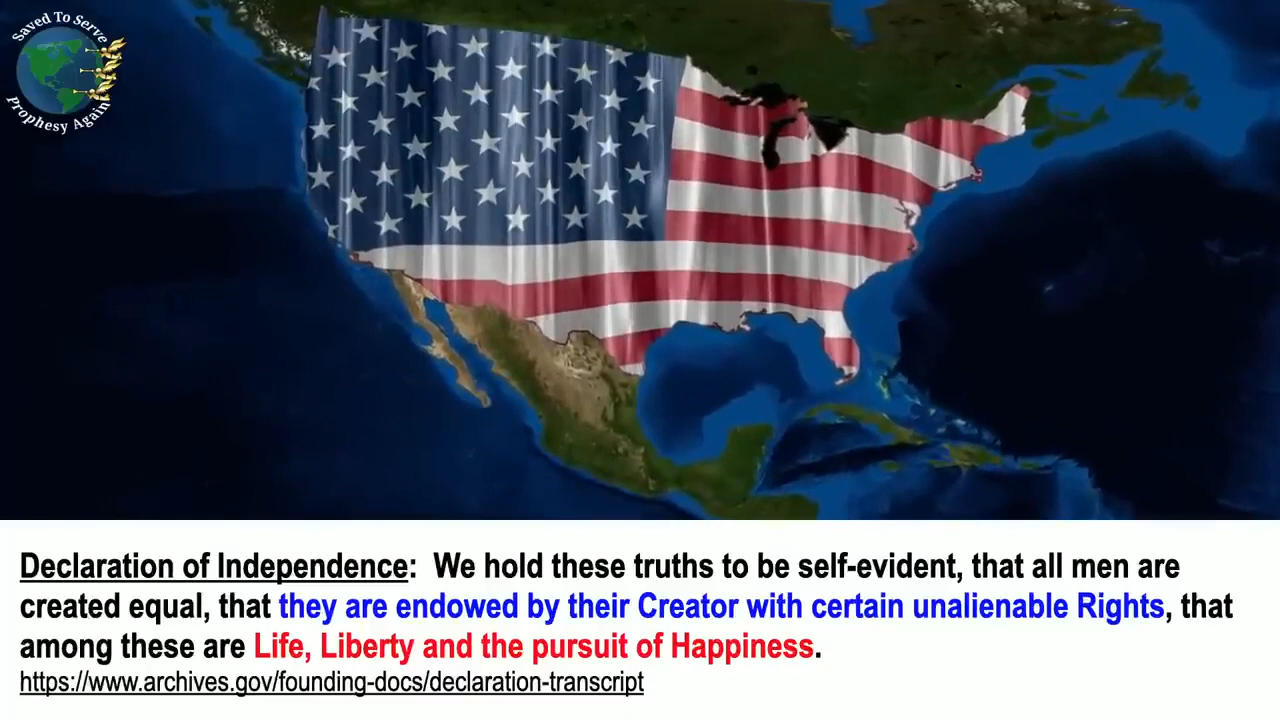 Saved To Serve
Prophesy Again
Declaration of Independence:  We hold these truths to be self-evident, that all men are
created equal, that they are endowed by their Creator with certain unalienable Rights, that
among these are Life, Liberty and the pursuit of Happiness.
https://www.archives.gov/founding-docs/declaration-transcript